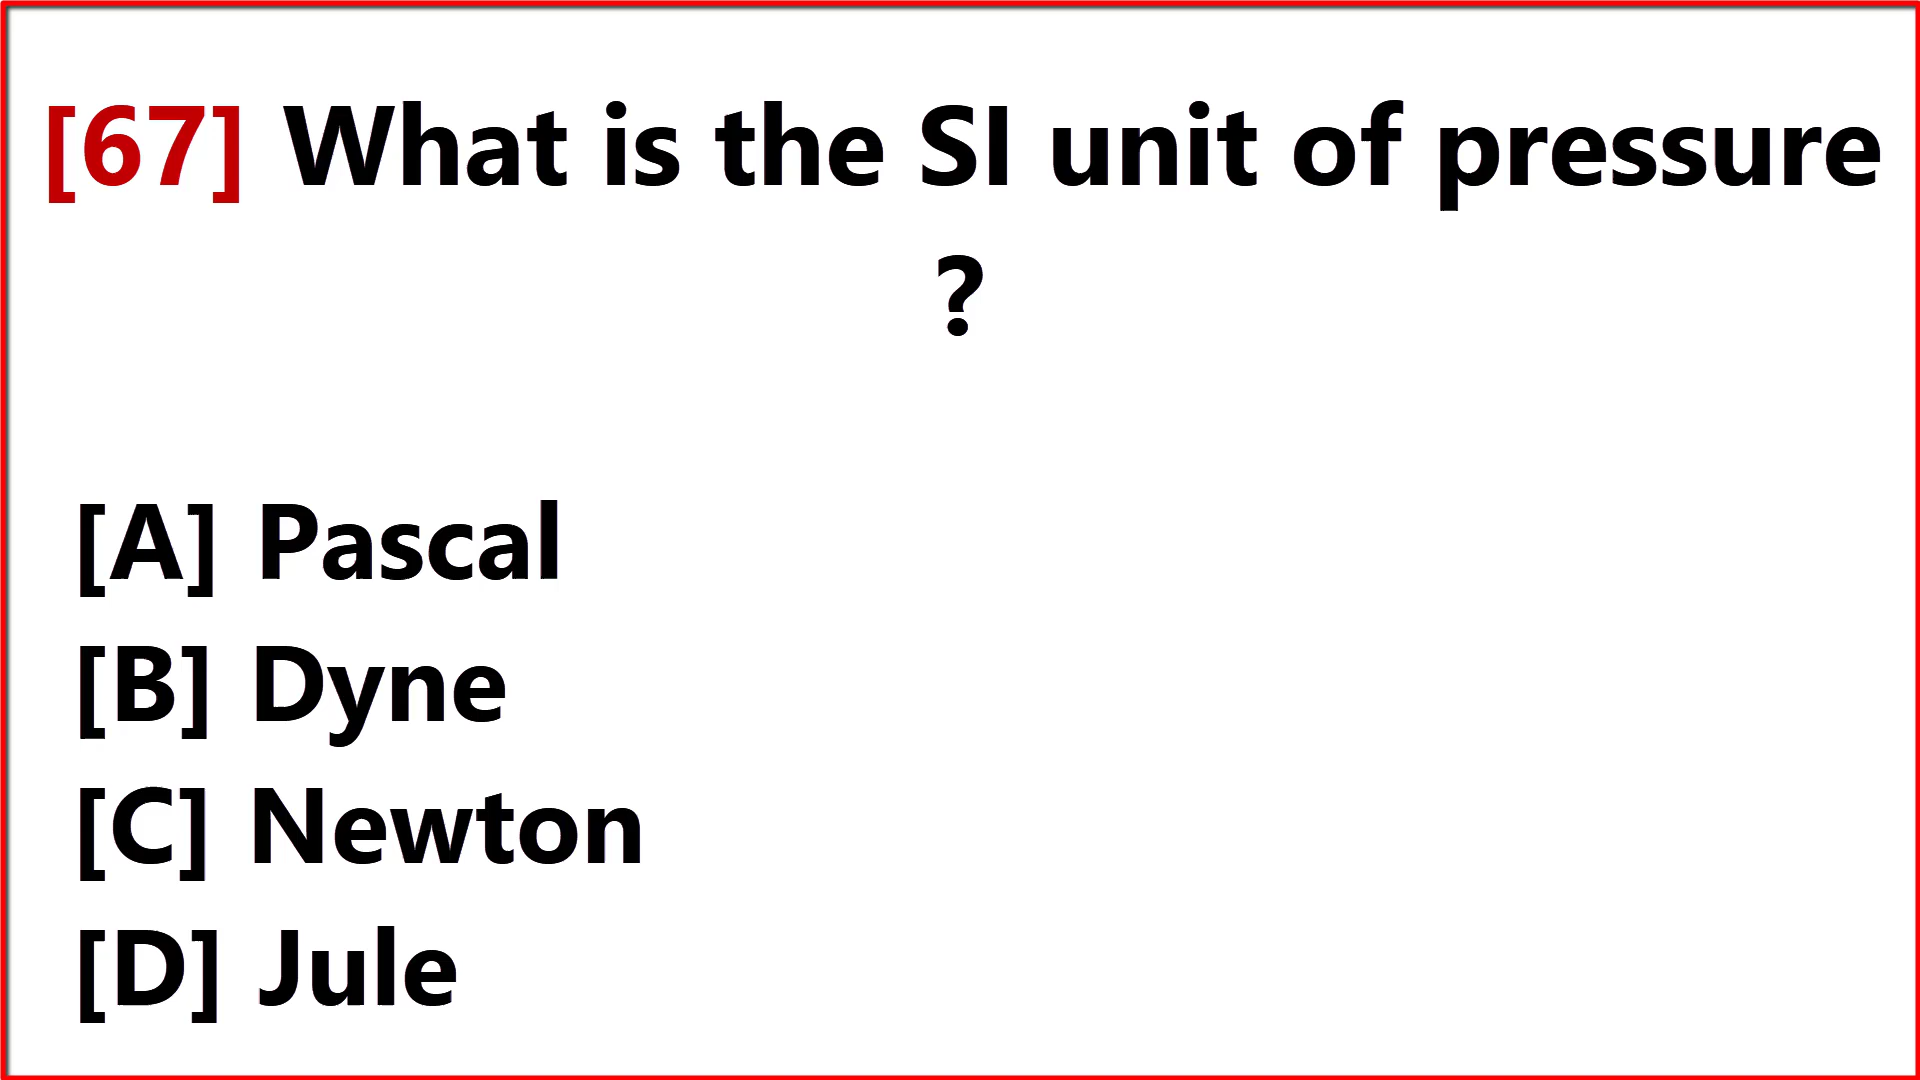 [67] What is the SI unit of pressure
?
[A] Pascal
[B] Dyne
[C] Newton
[D] Jule